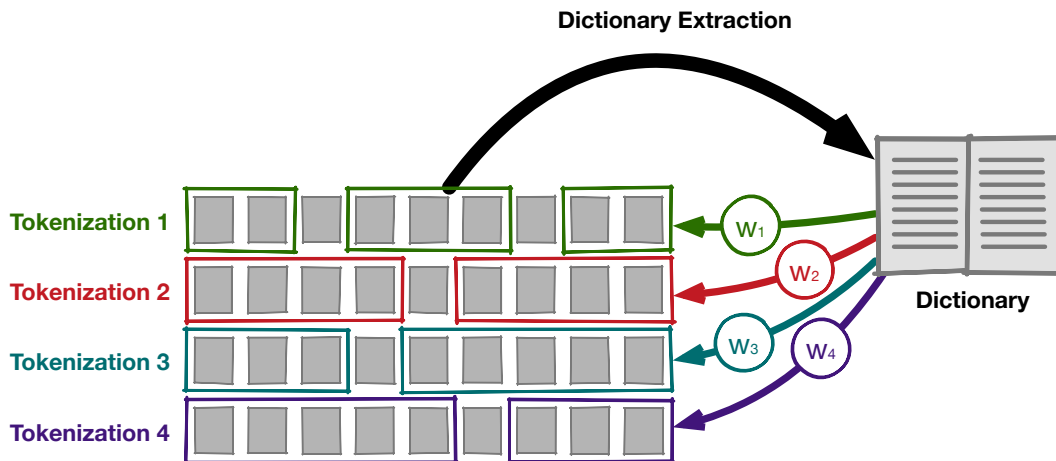 Dictionary Extraction
Tokenization 1
W1
Tokenization 2
W2
Dictionary
Tokenization 3
W3
W4
Tokenization 4